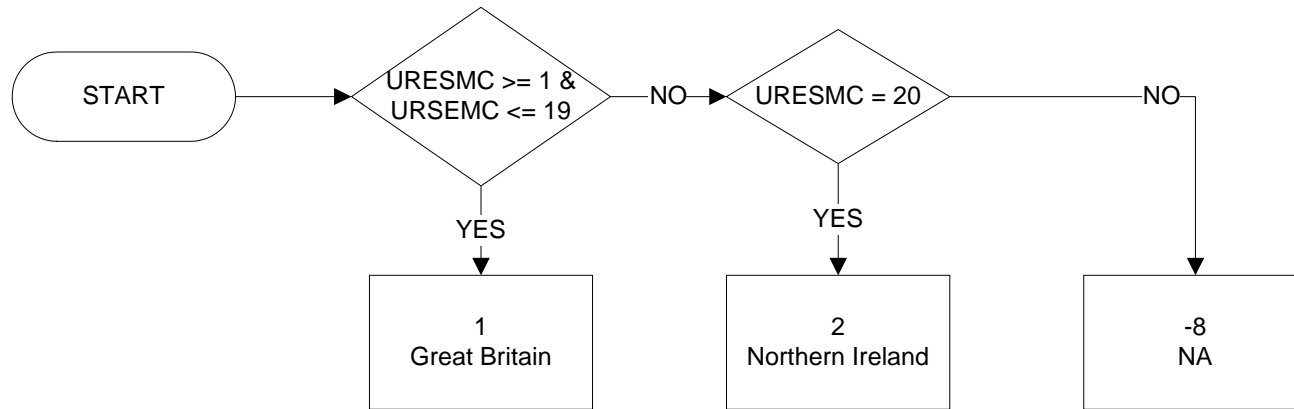 START
URESMC >= 1 &
URSEMC <= 19
NO
URESMC = 20
NO
YES
YES
1
Great Britain
2
Northern Ireland
-8
NA